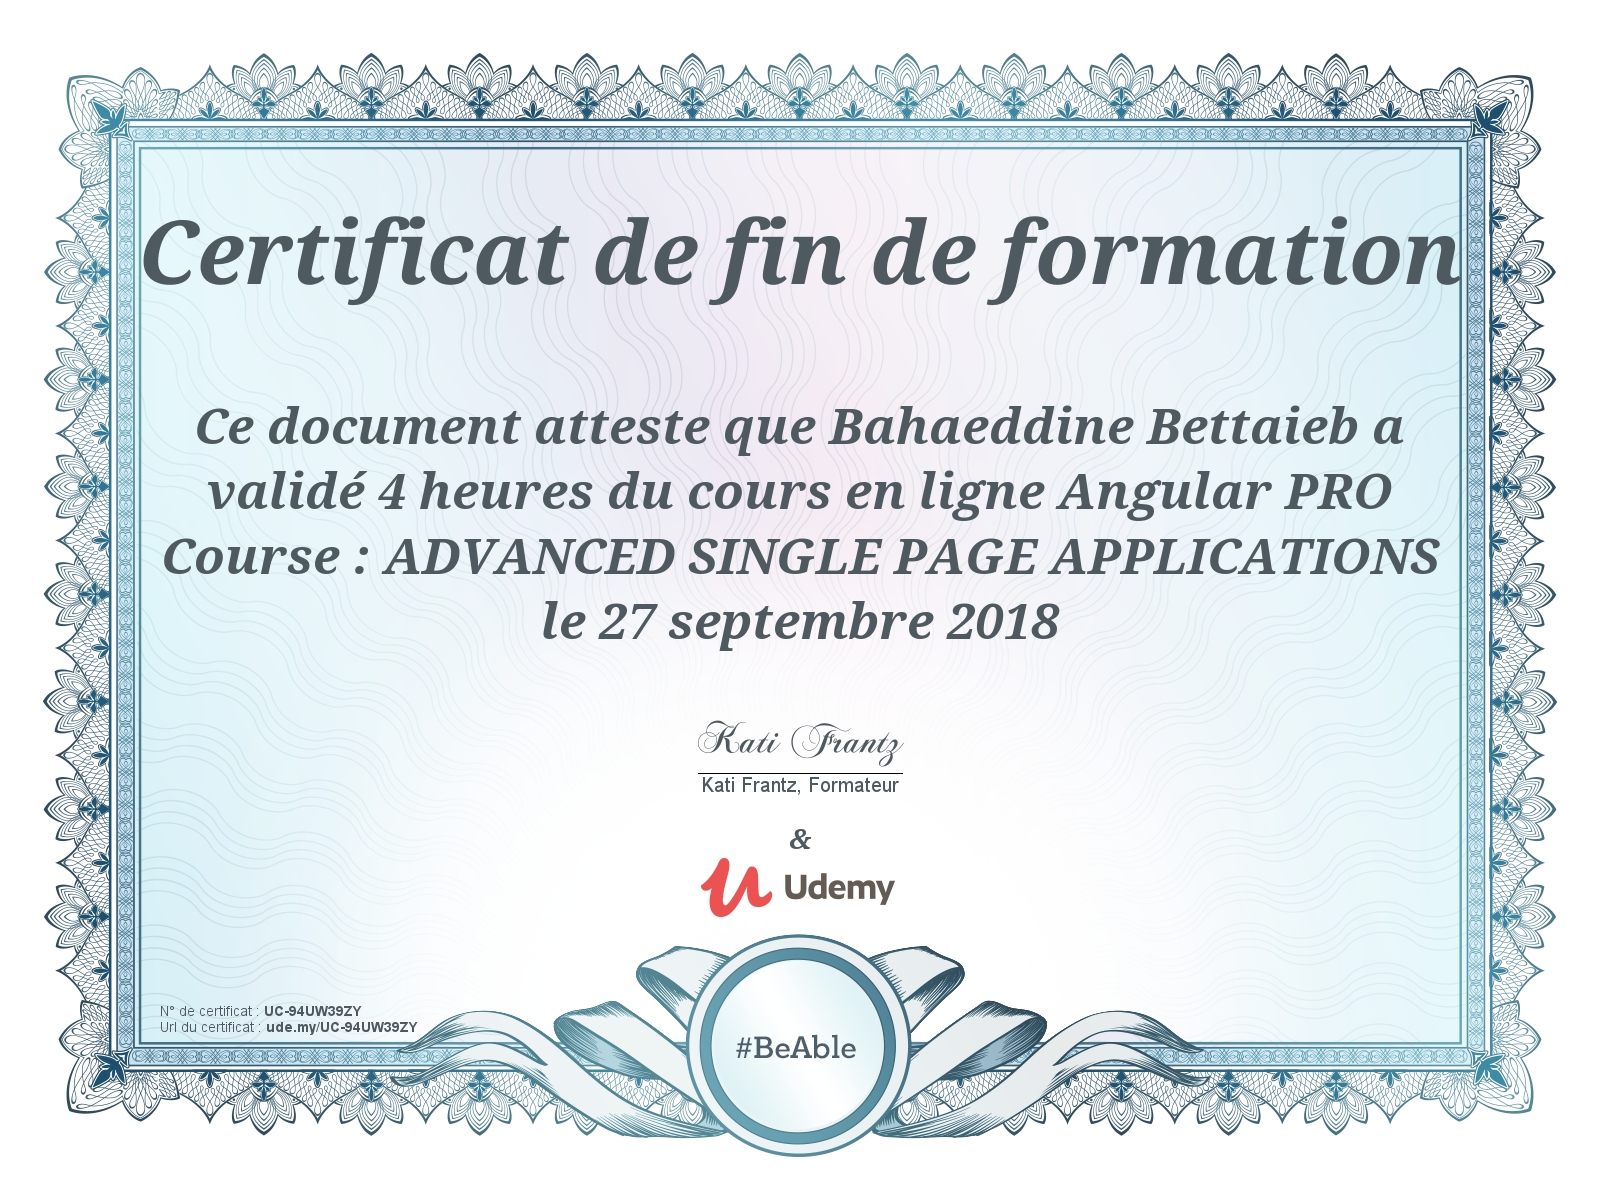 Certificat de fin de formation
Ce document atteste que Bahaeddine Bettaieb a
validé 4 heures du cours en ligne Angular PRO
Course : ADVANCED SINGLE PAGE APPLICATIONS
le 27 septembre 2018
Kati Frantz
Kati Frantz, Formateur
&
Udemy
N° de certificat : UC-94UW39ZY
Url du certificat : ude.my/UC-94UW39ZY
#BeAble